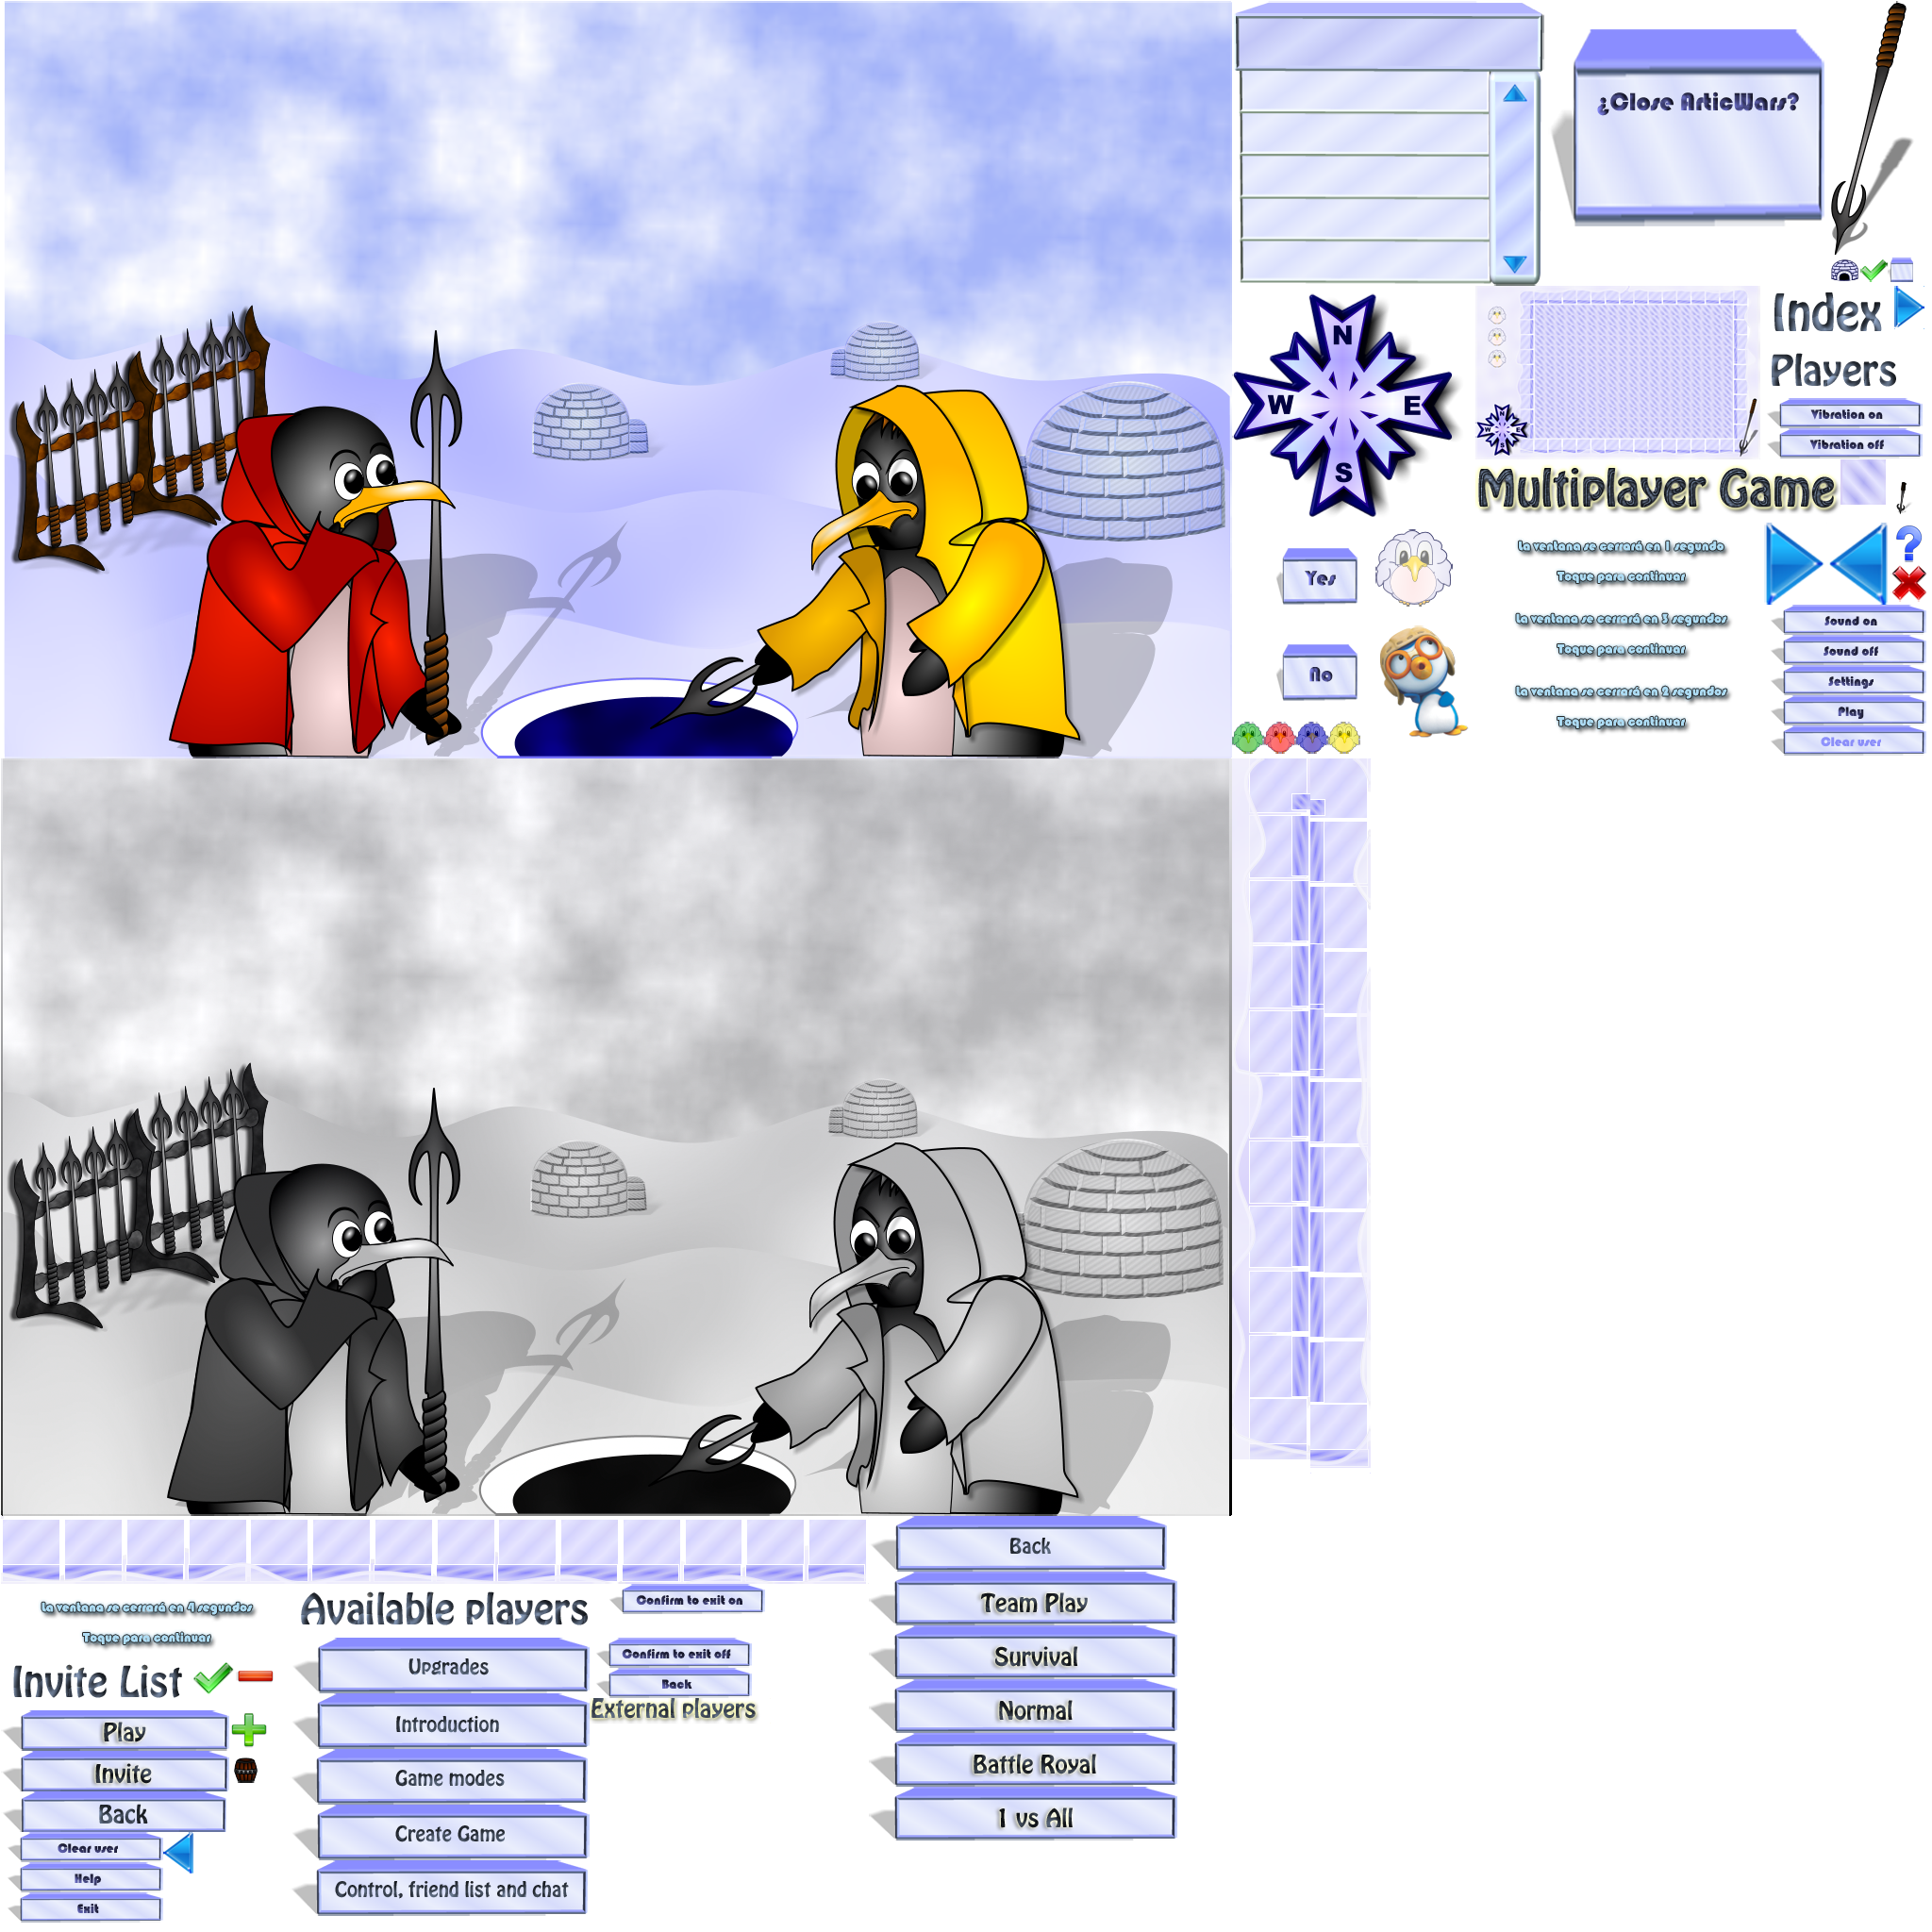 ¿Close ArticWars?
N
W E
S
Index
Players
Vibration on
Vibration off
Multiplayer Game
Yes
No
La ventana se cerrará en 1 segundo
Toque para continuar
La ventana se cerrará en 3 segundos
Toque para continuar
La ventana se cerrará en 2 segundos
Toque para continuar
?
Sound on
Sound off
Settings
Play
Clear user
La ventana se cerrará en 4 segundos
Toque para continuar
Invite List
Play
Invite
Back
Clear user
Help
Exit
Available players
Upgrades
Introduction
Game modes
Create Game
Control, friend list and chat
Confirm to exit on
Confirm to exit off
Back
External players
Back
Team Play
Survival
Normal
Battle Royal
1 vs All